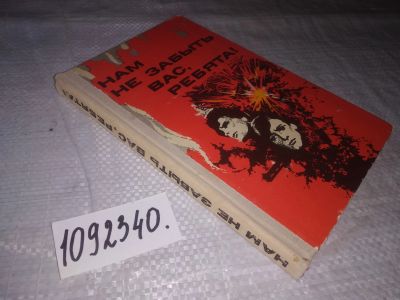 НАМ
НЕ ЗАБЫТЬ
ВАС,
РЕБЯТА!
НАМ НЕ ЗАБЫТЬ ВАС, РЕБЯТА!
1092340.